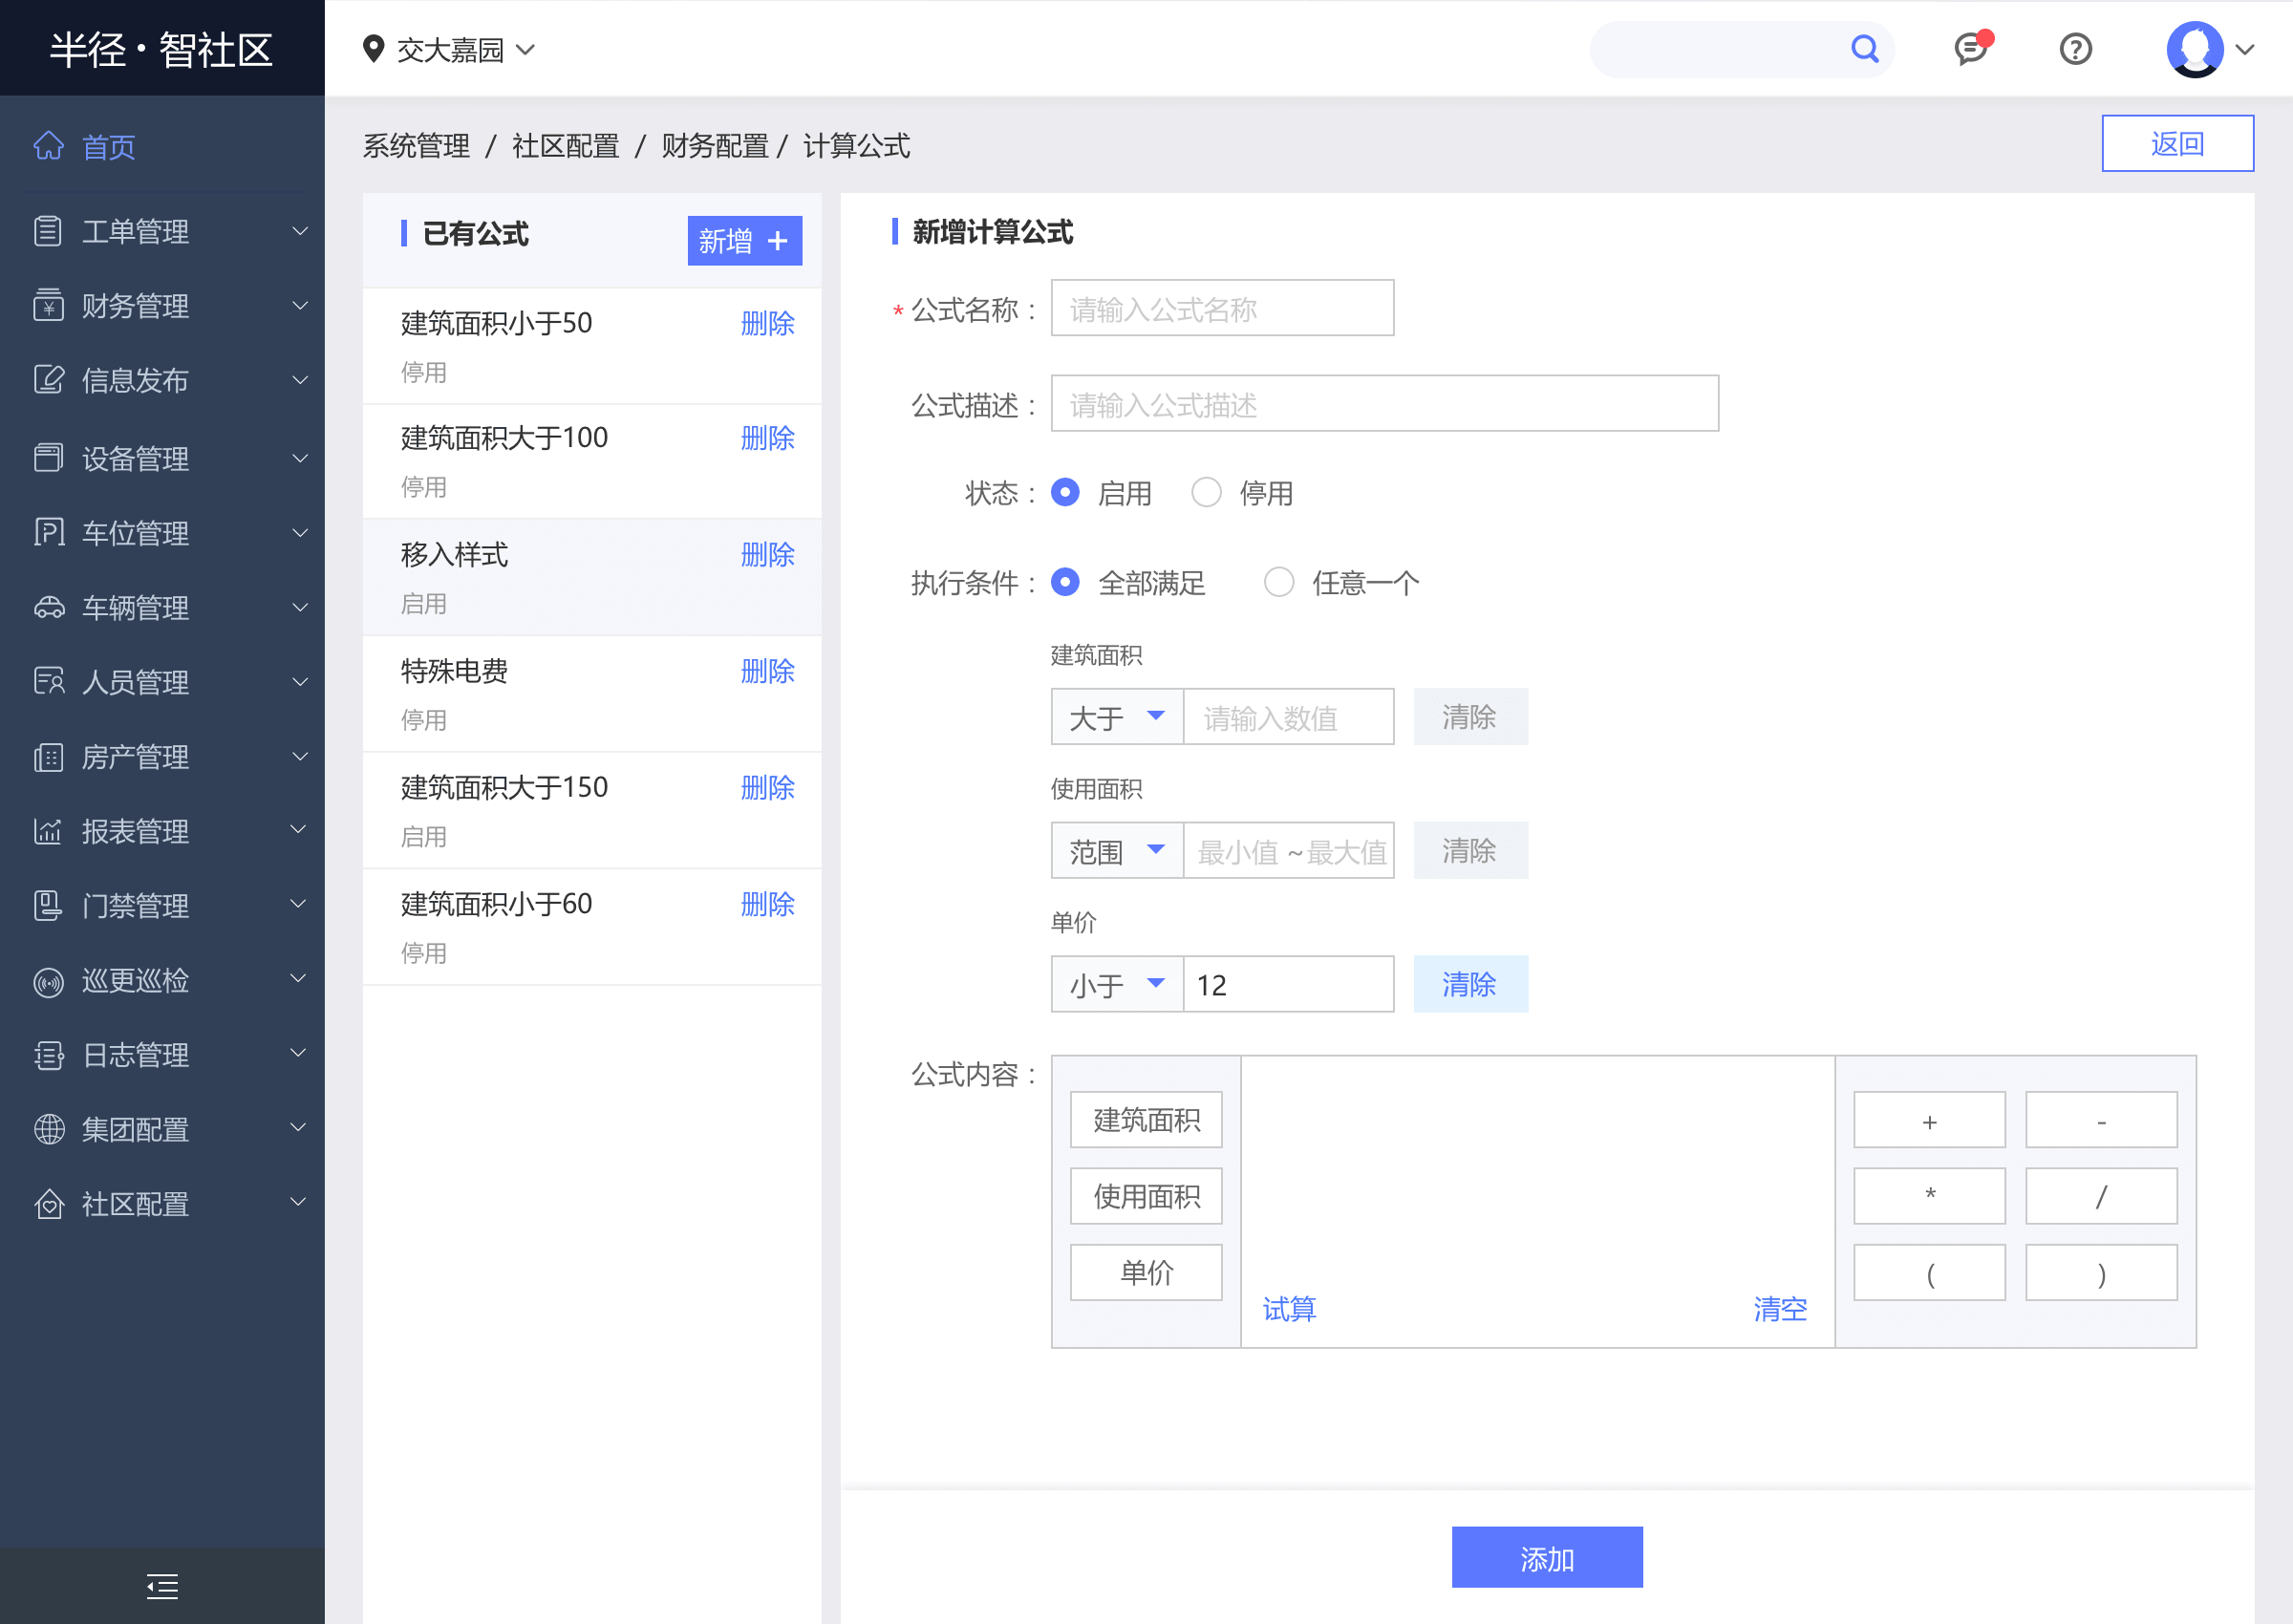 半径·智社区
交大嘉园
首页
工单管理
财务管理
信息发布
设备管理
车位管理
车辆管理
人员管理
房产管理
报表管理
门禁管理
巡更巡检
日志管理
集团配置
社区配置
系统管理 / 社区配置 / 财务配置 / 计算公式
返回
已有公式
新增 +
建筑面积小于50 删除
停用
建筑面积大于100 删除
停用
移入样式 删除
启用
特殊电费 删除
停用
建筑面积大于150 删除
启用
建筑面积小于60 删除
停用
新增计算公式
* 公式名称： 请输入公式名称
公式描述： 请输入公式描述
状态： 启用 停用
执行条件： 全部满足 任意一个
建筑面积
大于 请输入数值 清除
使用面积
范围 最小值 ~最大值 清除
单价
小于 12 清除
公式内容：
建筑面积 + -
使用面积 * /
单价 ( )
试算 清空
添加